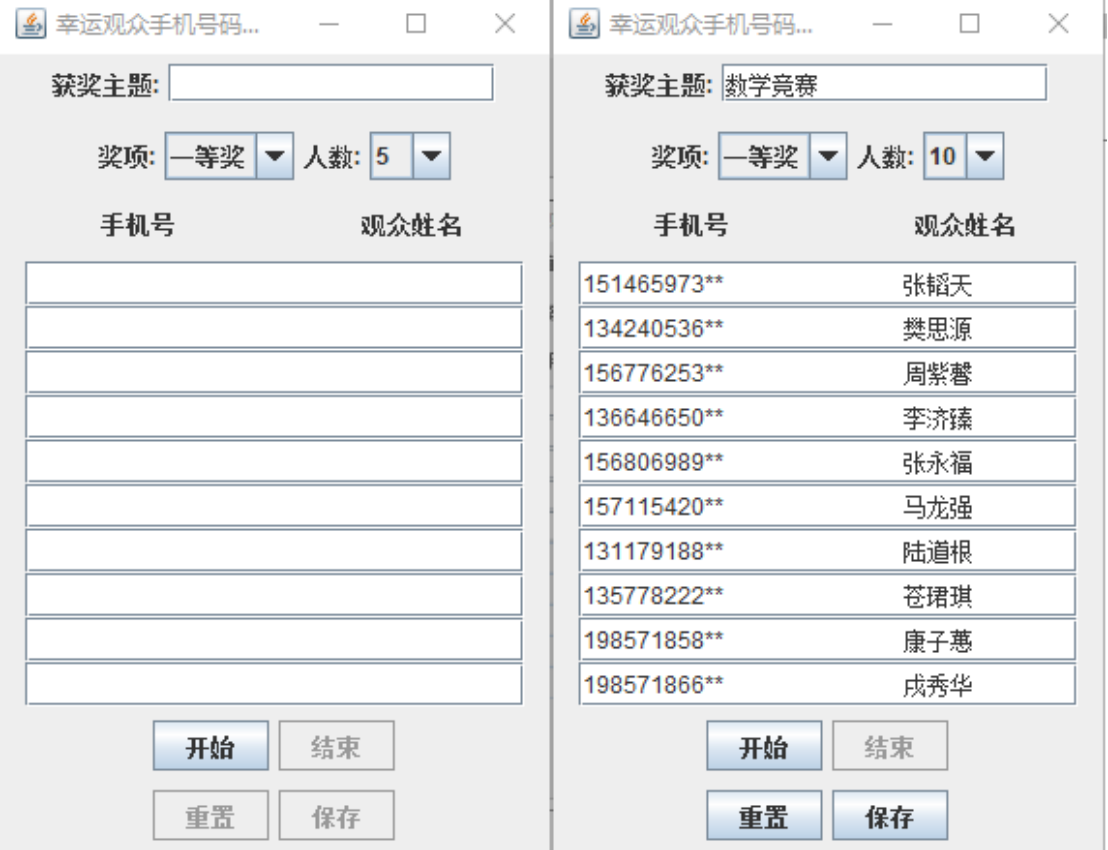 幸运观众手机号码...
获奖主题:
奖项: 一等奖 人数: 5
手机号 观众姓名
开始 结束
重置 保存
幸运观众手机号码...
获奖主题: 数学竞赛
奖项: 一等奖 人数: 10
手机号 观众姓名
151465973** 张韬天
134240536** 樊思源
156776253** 周紫馨
136646650** 李济臻
156806989** 张永福
157115420** 马龙强
131179188** 陆道根
135778222** 苍珺琪
198571858** 康子蒽
198571866** 戌秀华
开始 结束
重置 保存